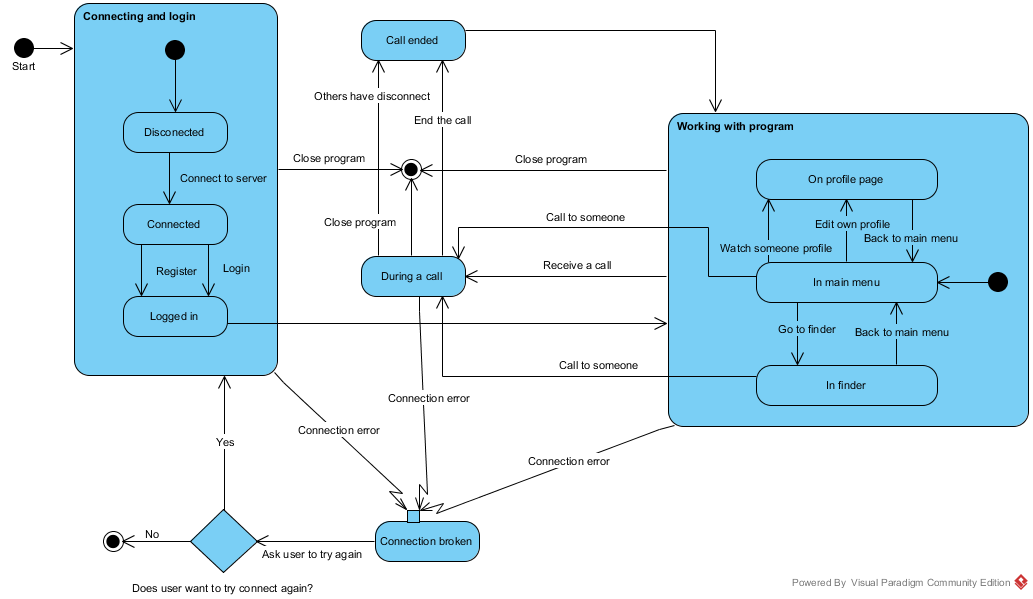 Connecting and login
Start
Disconected
Connect to server
Connected
Register
Login
Logged in
Call ended
Others have disconnect
End the call
Close program
Close program
Close program
During a call
Call to someone
Receive a call
Call to someone
Working with program
On profile page
Edit own profile
Back to main menu
Watch someone profile
In main menu
Go to finder
Back to main menu
In finder
Connection error
Connection error
Connection error
Yes
No
Ask user to try again
Connection broken
Does user want to try connect again?
Powered By Visual Paradigm Community Edition